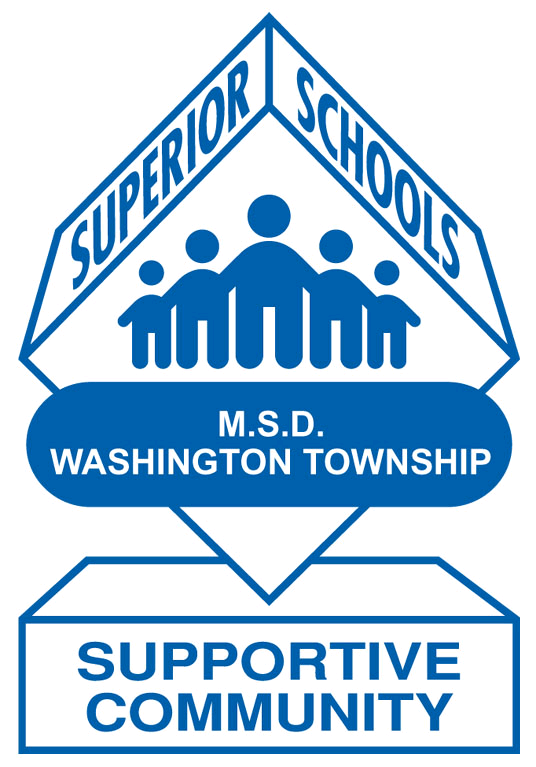 SUPERIOR SCHOOLS
M.S.D.
WASHINGTON TOWNSHIP
SUPPORTIVE
COMMUNITY